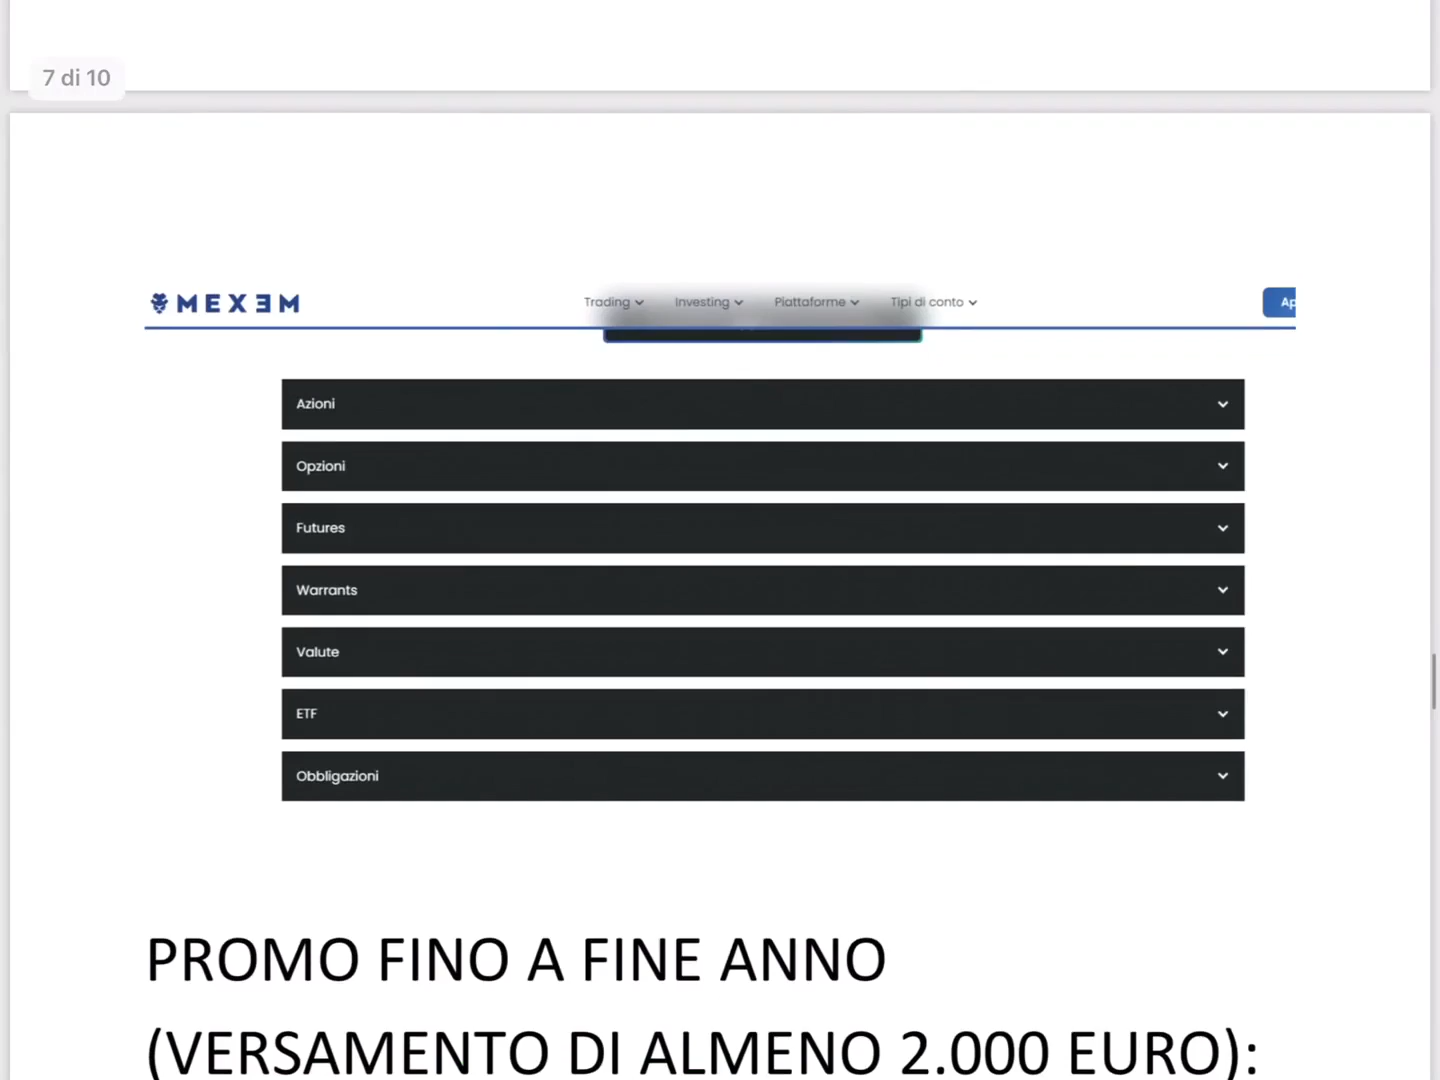 7 di 10
MEXEM
Trading Investing Piattaforme Tipi di conto Ap
Azioni
Opzioni
Futures
Warrants
Valute
ETF
Obbligazioni
PROMO FINO A FINE ANNO
(VERSAMENTO DI ALMENO 2.000 EURO):